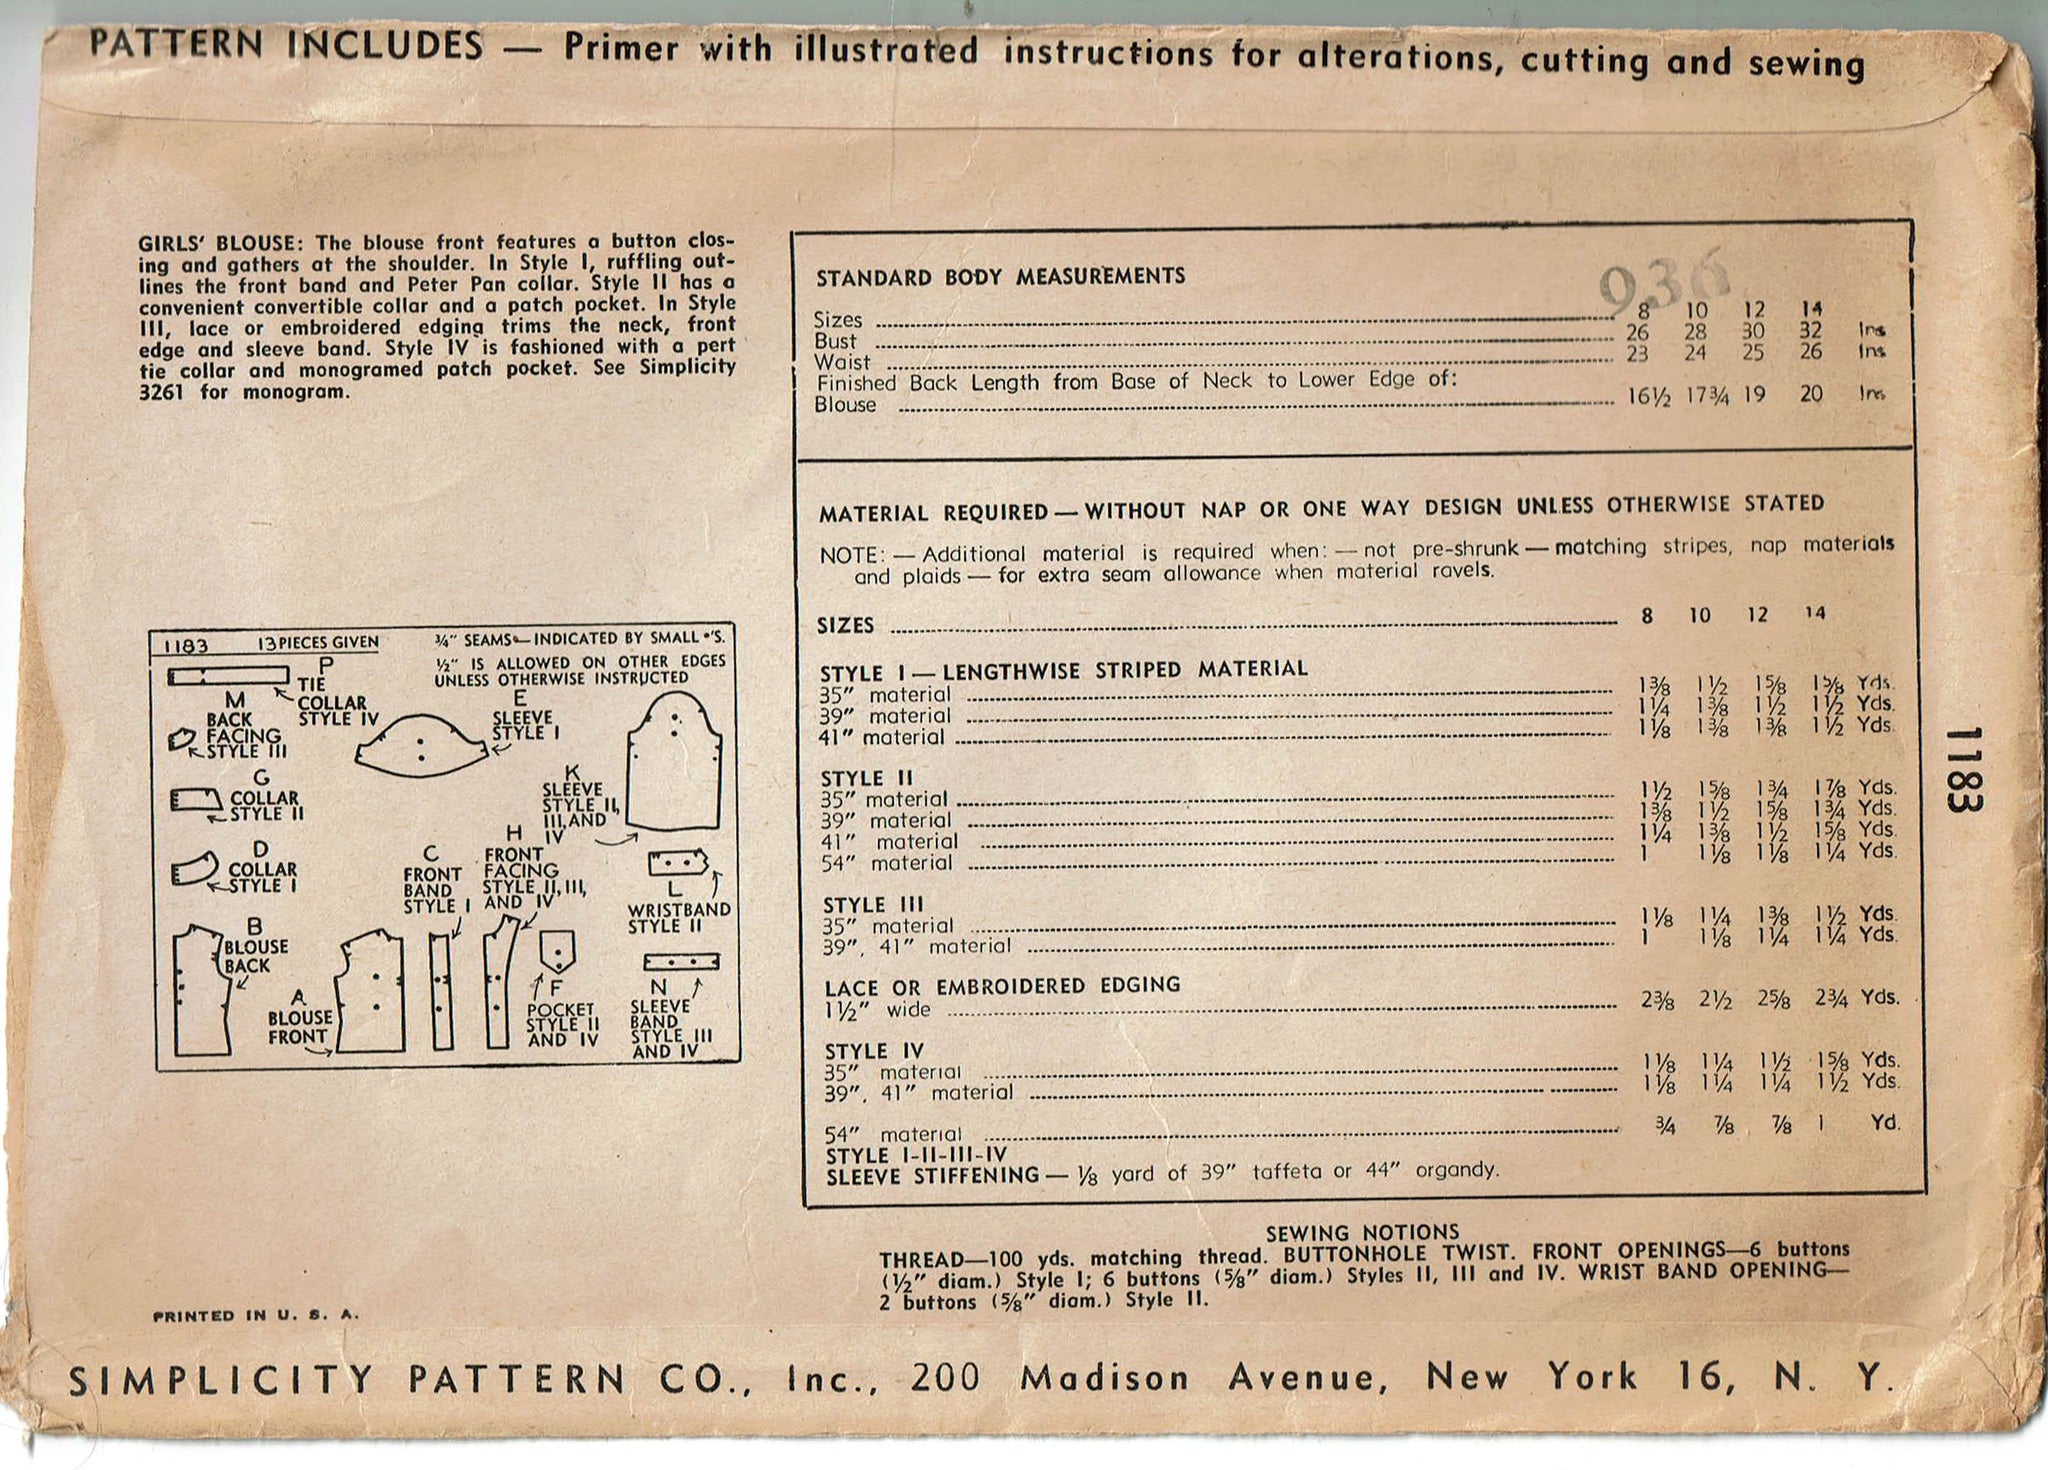 PATTERN INCLUDES — Primer with illustrated instructions for alterations, cutting and sewing
GIRLS' BLOUSE: The blouse front features a button clos-
ing and gathers at the shoulder. In Style I, ruffling out-
lines the front band and Peter Pan collar. Style II has a
convenient convertible collar and a patch pocket. In Style
III, lace or embroidered edging trims the neck, front
edge and sleeve band. Style IV is fashioned with a pert
tie collar and monogramed patch pocket. See Simplicity
3261 for monogram.
1183 13 PIECES GIVEN
¾" SEAMS—INDICATED BY SMALL •'S.
½" IS ALLOWED ON OTHER EDGES
UNLESS OTHERWISE INSTRUCTED
P
TIE
COLLAR
STYLE IV
M
BACK
FACING
STYLE III
E
SLEEVE
STYLE I
G
COLLAR
STYLE II
K
SLEEVE
STYLE II,
III, AND
IV
D
COLLAR
STYLE I
C
FRONT
BAND
STYLE I
H
FRONT
FACING
STYLE II, III,
AND IV
L
WRISTBAND
STYLE II
B
BLOUSE
BACK
A
BLOUSE
FRONT
F
POCKET
STYLE II
AND IV
N
SLEEVE
BAND
STYLE III
AND IV
PRINTED IN U. S. A.
936
STANDARD BODY MEASUREMENTS
Sizes 8 10 12 14
Bust 26 28 30 32 Ins
Waist 23 24 25 26 Ins
Finished Back Length from Base of Neck to Lower Edge of:
Blouse 16½ 17¾ 19 20 Ins
MATERIAL REQUIRED — WITHOUT NAP OR ONE WAY DESIGN UNLESS OTHERWISE STATED
NOTE: — Additional material is required when: — not pre-shrunk — matching stripes, nap materials
and plaids — for extra seam allowance when material ravels.
SIZES 8 10 12 14
STYLE I — LENGTHWISE STRIPED MATERIAL
35" material 1⅜ 1½ 1⅝ 1⅝ Yds.
39" material 1¼ 1⅜ 1½ 1½ Yds.
41" material 1⅛ 1⅜ 1⅜ 1½ Yds.
STYLE II
35" material 1½ 1⅝ 1¾ 1⅞ Yds.
39" material 1⅜ 1½ 1⅝ 1¾ Yds.
41" material 1¼ 1⅜ 1½ 1⅝ Yds.
54" material 1 1⅛ 1⅛ 1¼ Yds.
STYLE III
35" material 1⅛ 1¼ 1⅜ 1½ Yds.
39", 41" material 1 1⅛ 1¼ 1¼ Yds.
LACE OR EMBROIDERED EDGING
1½" wide 2⅜ 2½ 2⅝ 2¾ Yds.
STYLE IV
35" material 1⅛ 1¼ 1½ 1⅝ Yds.
39", 41" material 1⅛ 1¼ 1¼ 1½ Yds.
54" material ¾ ⅞ ⅞ 1 Yd.
STYLE I-II-III-IV
SLEEVE STIFFENING — ⅛ yard of 39" taffeta or 44" organdy.
1183
SEWING NOTIONS
THREAD—100 yds. matching thread. BUTTONHOLE TWIST. FRONT OPENINGS—6 buttons
(½" diam.) Style I; 6 buttons (⅝" diam.) Styles II, III and IV. WRIST BAND OPENING—
2 buttons (⅝" diam.) Style II.
SIMPLICITY PATTERN CO., Inc., 200 Madison Avenue, New York 16, N. Y.